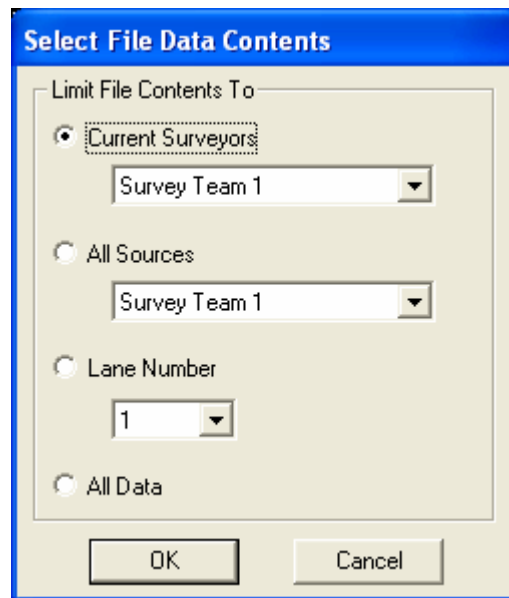 Select File Data Contents
Limit File Contents To
Current Surveyors
Survey Team 1
All Sources
Survey Team 1
Lane Number
1
All Data
OK Cancel